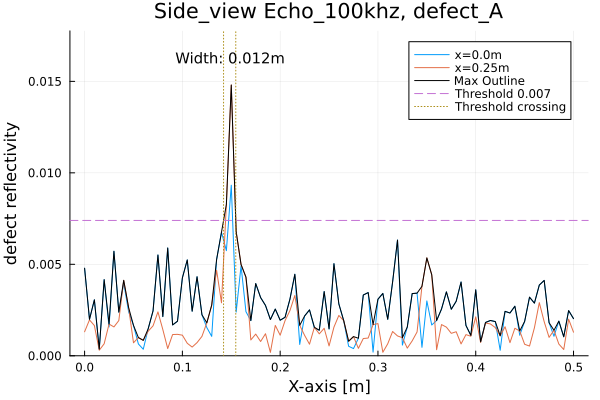 Side_view Echo_100khz, defect_A
Width: 0.012m
x=0.0m
x=0.25m
Max Outline
Threshold 0.007
Threshold crossing
defect reflectivity
0.015
0.010
0.005
0.000
0.0 0.1 0.2 0.3 0.4 0.5
X-axis [m]